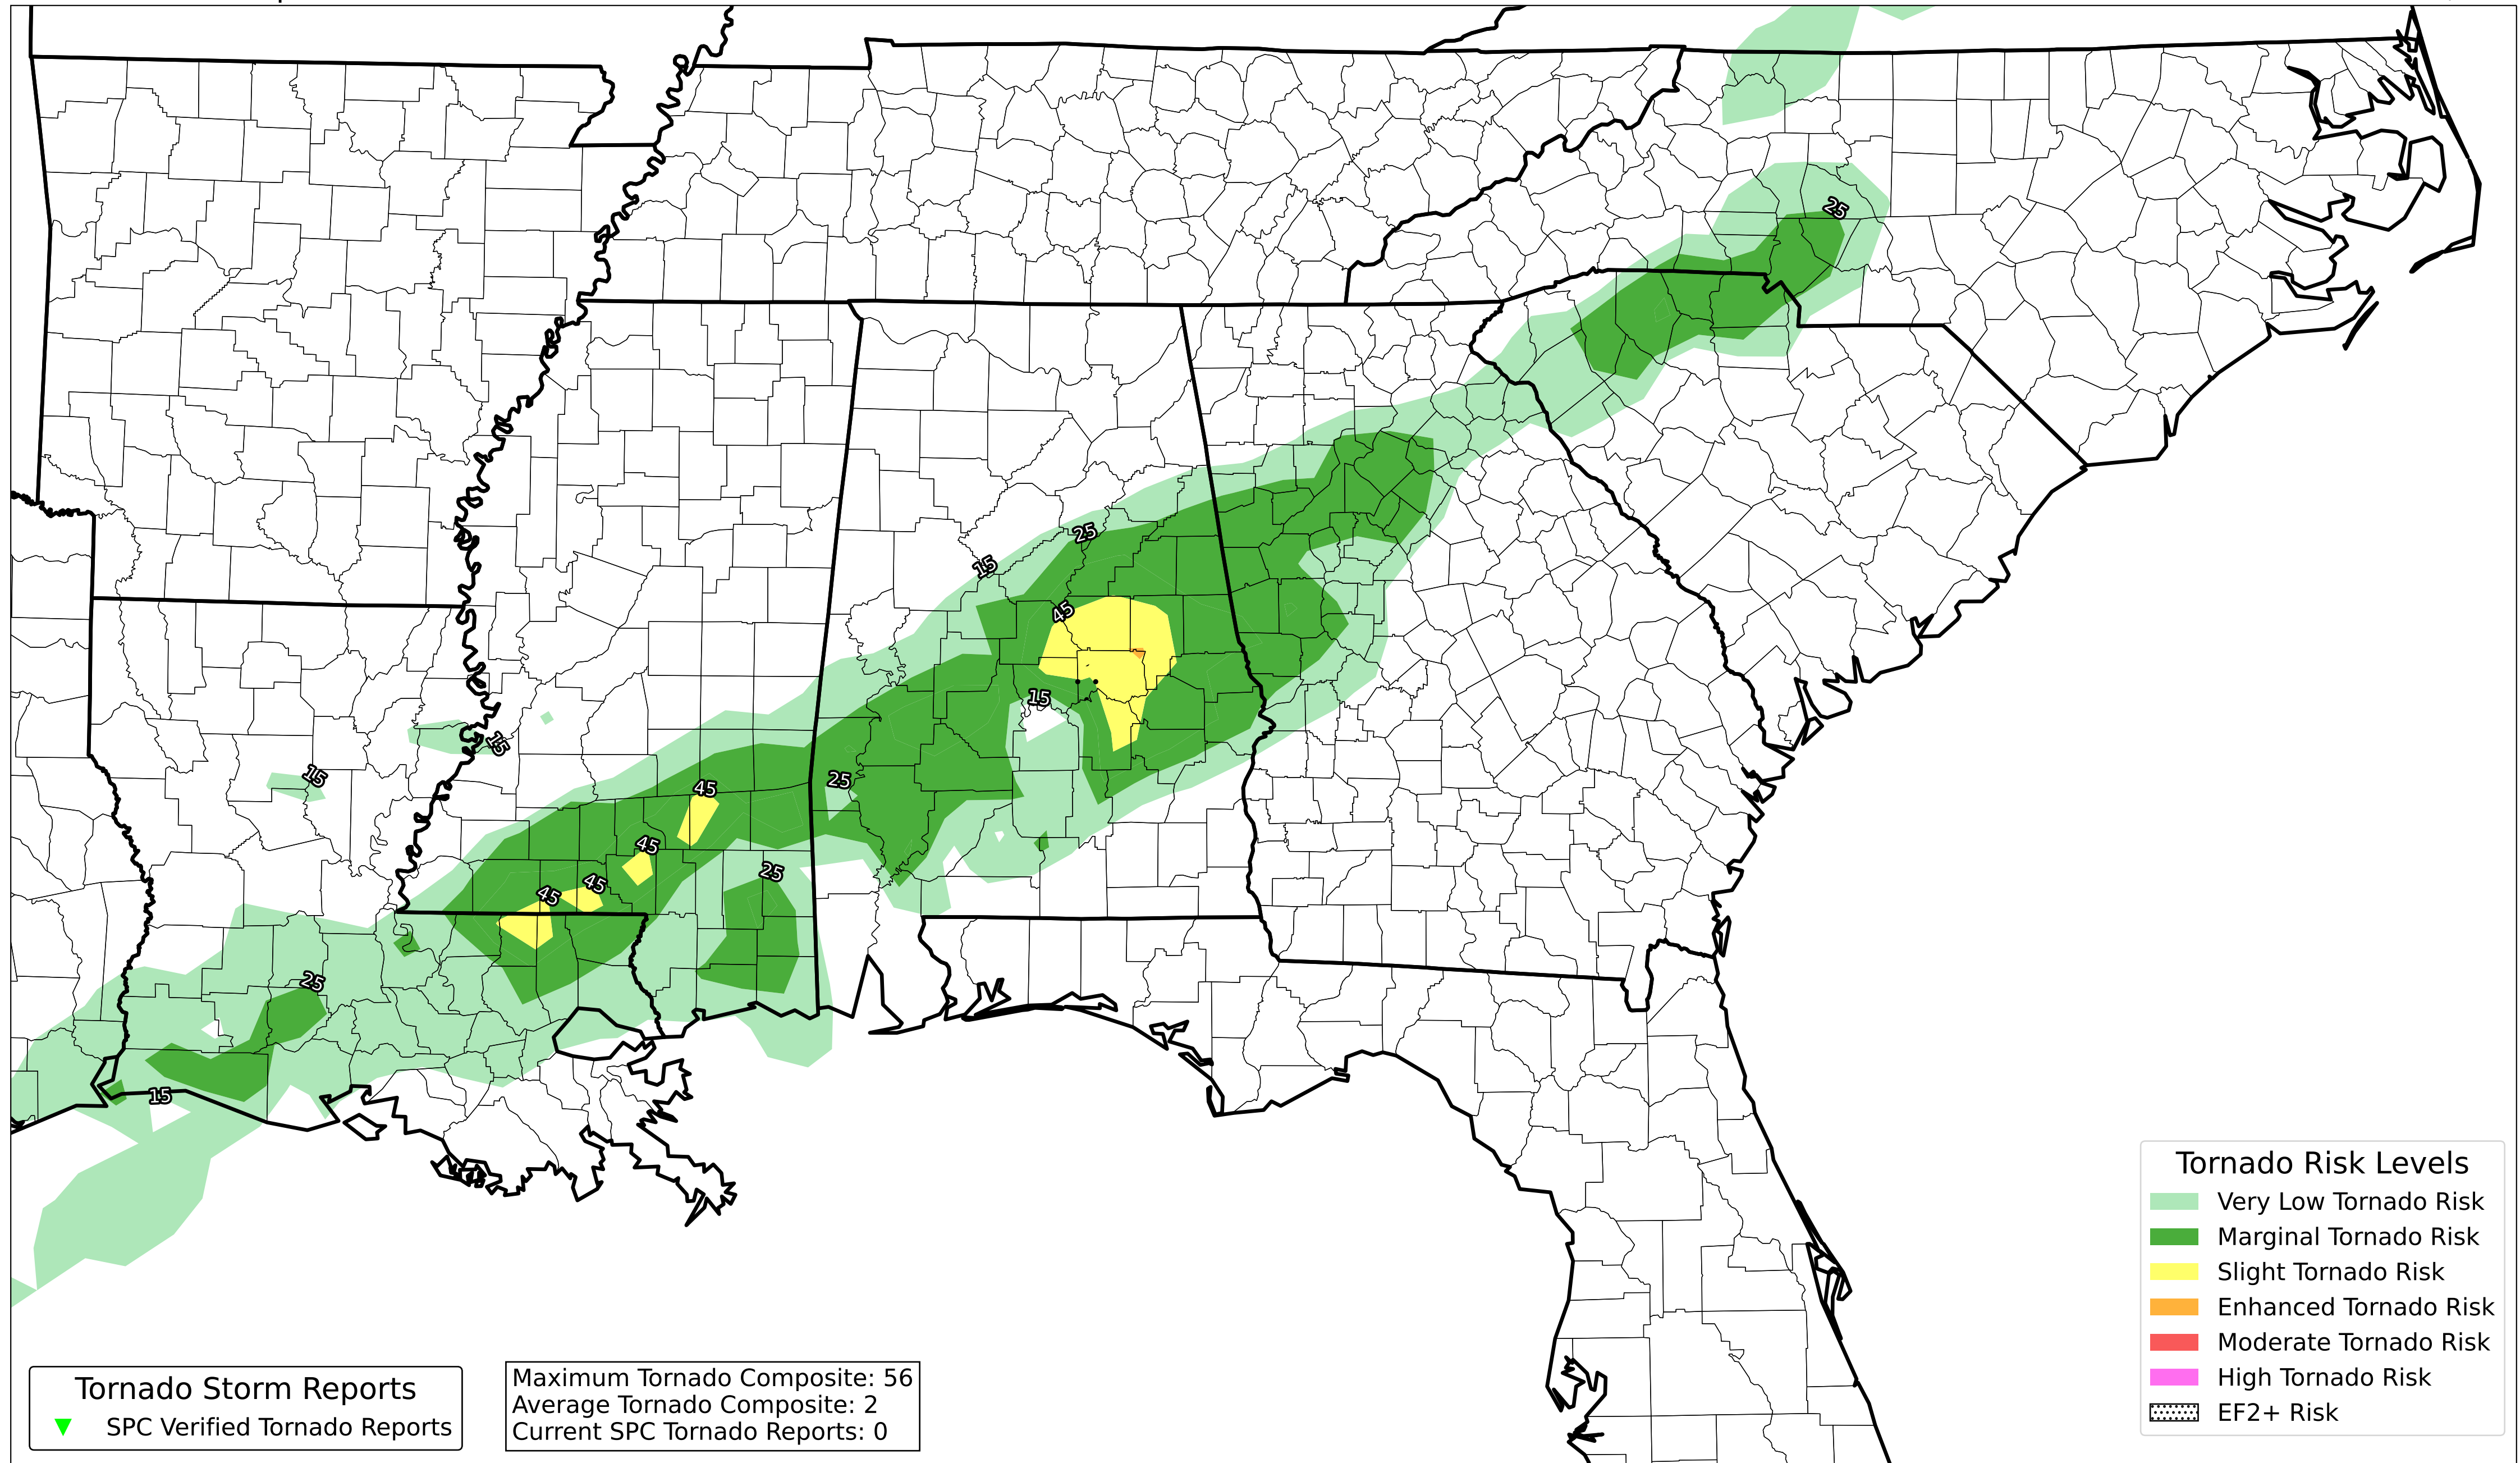 25
25
15
45
15
25
15
15
45
45
25
45
45
25
15
Tornado Risk Levels
Very Low Tornado Risk
Marginal Tornado Risk
Slight Tornado Risk
Enhanced Tornado Risk
Moderate Tornado Risk
High Tornado Risk
EF2+ Risk
Tornado Storm Reports
SPC Verified Tornado Reports
Maximum Tornado Composite: 56
Average Tornado Composite: 2
Current SPC Tornado Reports: 0